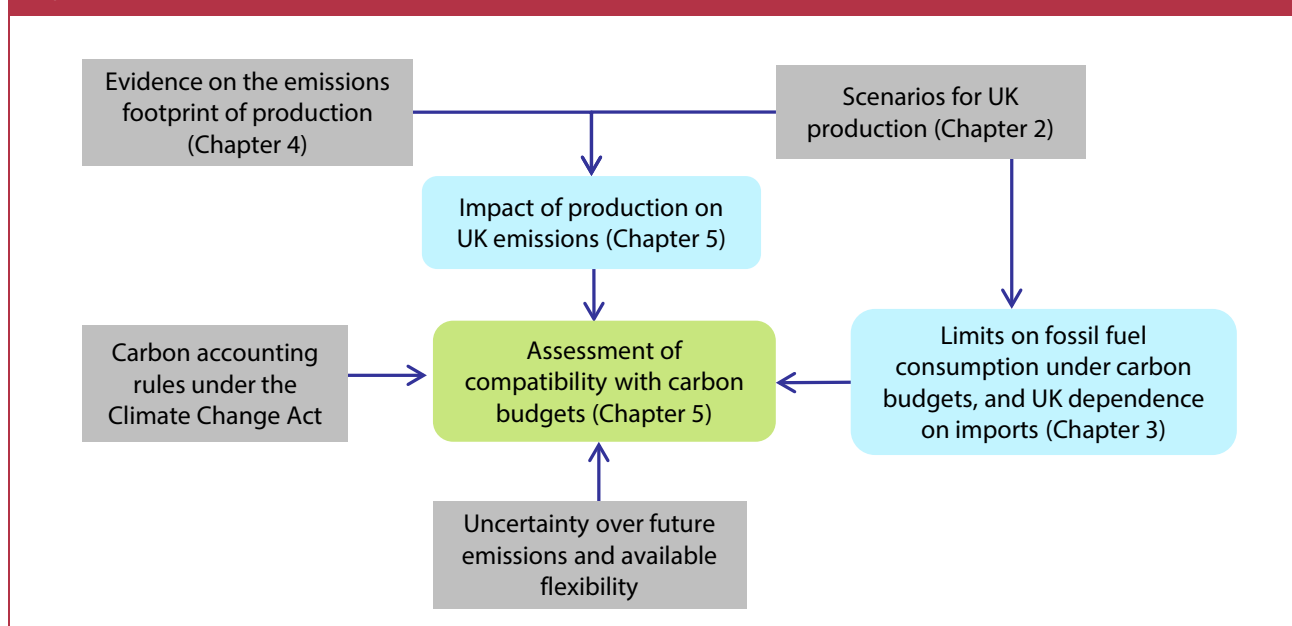 Evidence on the emissions
footprint of production
(Chapter 4)
Scenarios for UK
production (Chapter 2)
Impact of production on
UK emissions (Chapter 5)
Carbon accounting
rules under the
Climate Change Act
Assessment of
compatibility with carbon
budgets (Chapter 5)
Limits on fossil fuel
consumption under carbon
budgets, and UK dependence
on imports (Chapter 3)
Uncertainty over future
emissions and available
flexibility